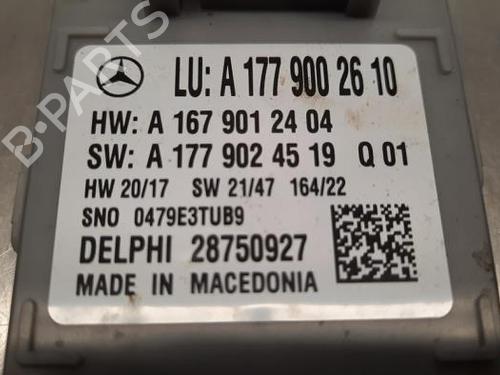 LU: A 177 900 26 10
HW: A 167 901 24 04
SW: A 177 902 45 19 Q 01
HW 20/17 SW 21/47 164/22
SNO 0479E3TUB9
DELPHI 28750927
MADE IN MACEDONIA
B-PARTS